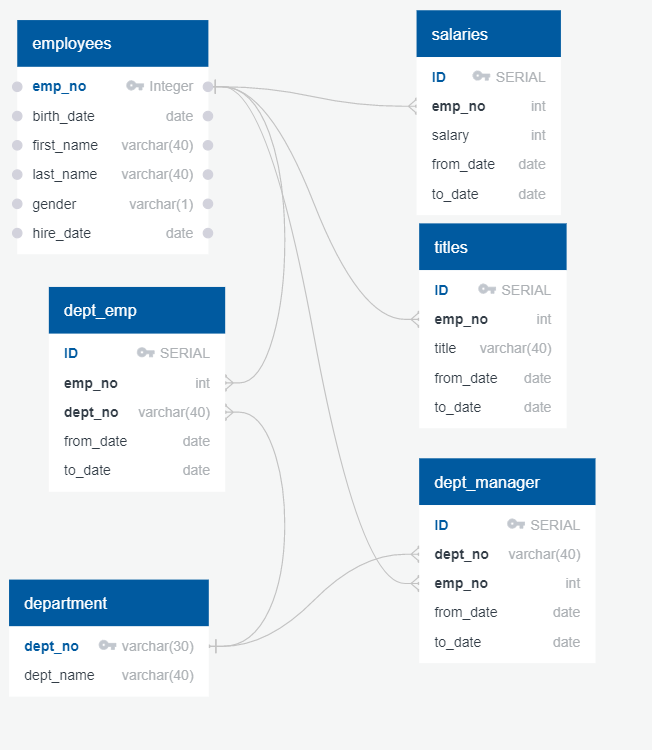 employees
emp_no Integer
birth_date date
first_name varchar(40)
last_name varchar(40)
gender varchar(1)
hire_date date
dept_emp
ID SERIAL
emp_no int
dept_no varchar(40)
from_date date
to_date date
department
dept_no varchar(30)
dept_name varchar(40)
salaries
ID SERIAL
emp_no int
salary int
from_date date
to_date date
titles
ID SERIAL
emp_no int
title varchar(40)
from_date date
to_date date
dept_manager
ID SERIAL
dept_no varchar(40)
emp_no int
from_date date
to_date date